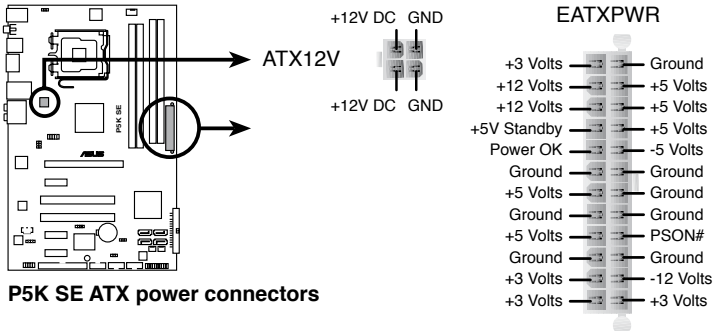 +12V DC GND
EATXPWR
ATX12V
+12V DC GND
+3 Volts Ground
+12 Volts +5 Volts
+12 Volts +5 Volts
+5V Standby +5 Volts
Power OK -5 Volts
Ground Ground
+5 Volts Ground
Ground Ground
+5 Volts PSON#
Ground Ground
+3 Volts -12 Volts
+3 Volts +3 Volts
P5K SE
ASUS
P5K SE ATX power connectors